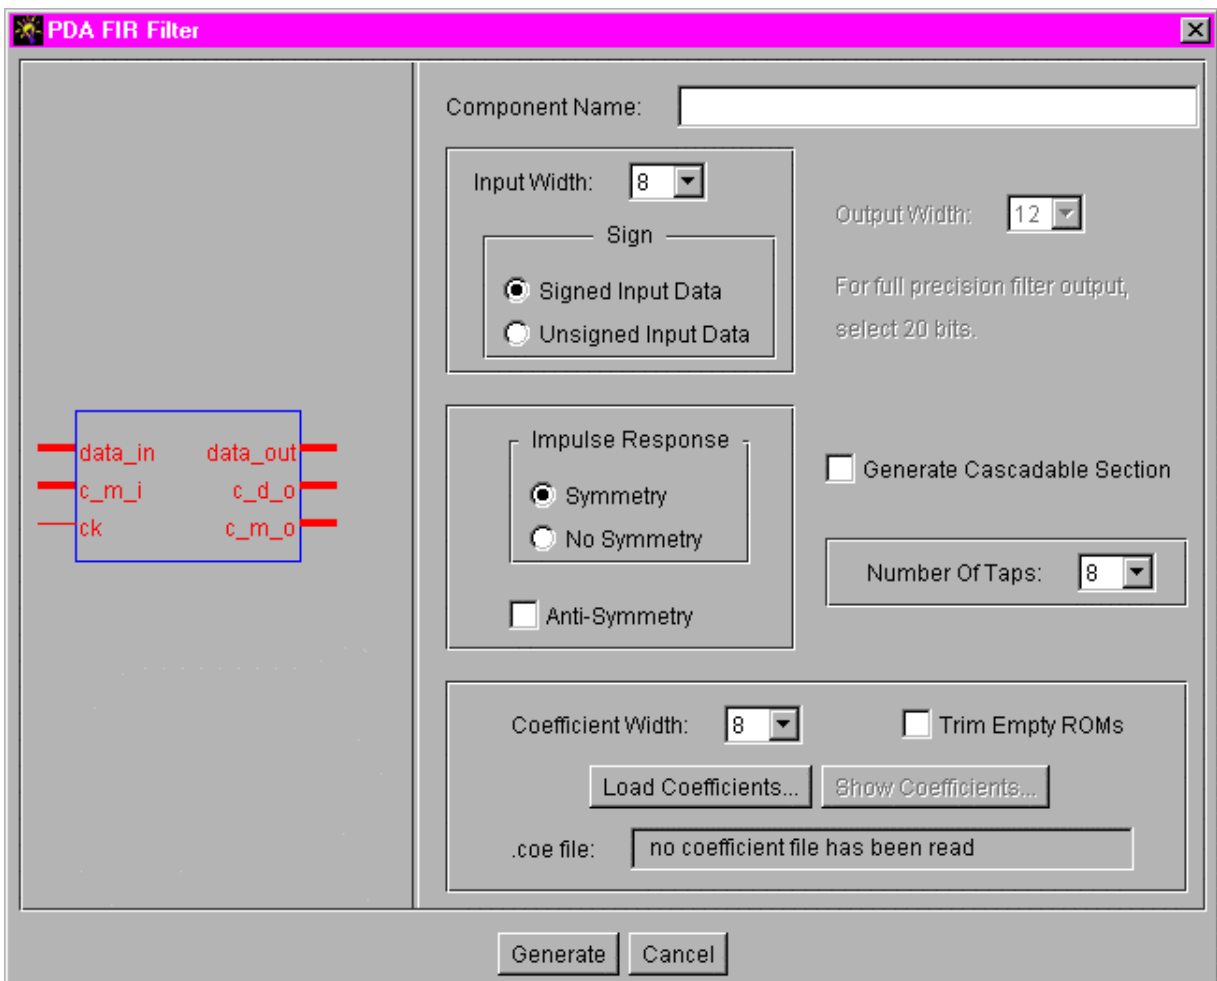 PDA FIR Filter
data_in data_out
c_m_i c_d_o
ck c_m_o
Component Name:
Input Width: 8
Sign
Signed Input Data
Unsigned Input Data
Output Width: 12
For full precision filter output,
select 20 bits.
Impulse Response
Symmetry
No Symmetry
Anti-Symmetry
Generate Cascadable Section
Number Of Taps: 8
Coefficient Width: 8
Trim Empty ROMs
Load Coefficients... Show Coefficients...
.coe file: no coefficient file has been read
Generate Cancel